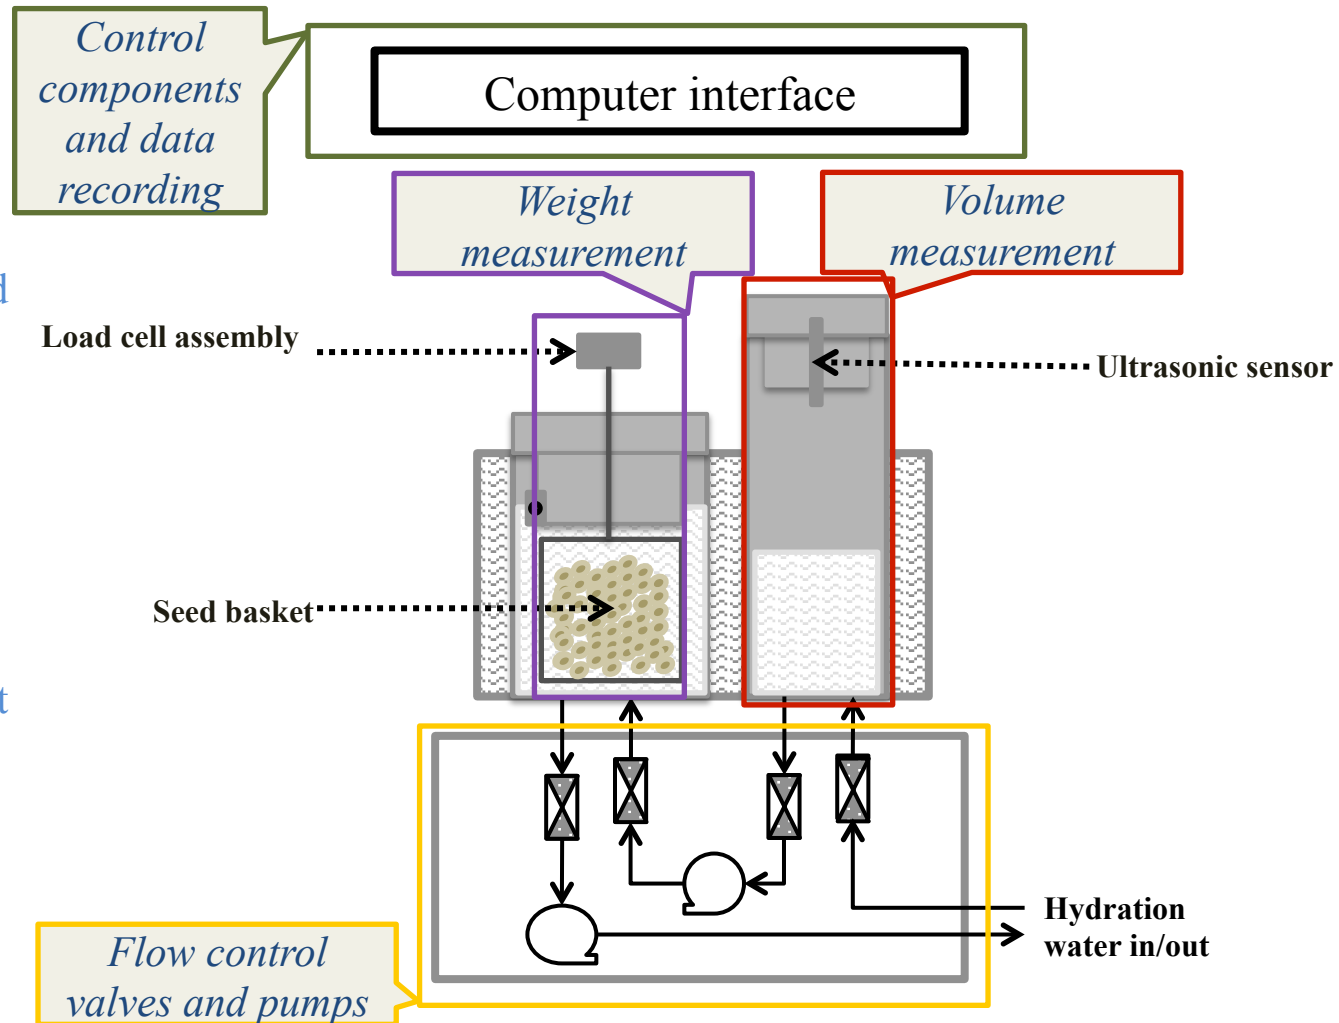 Control
components
and data
recording
Computer interface
Weight
measurement
Volume
measurement
d
Load cell assembly
Ultrasonic sensor
Seed basket
t
Hydration
water in/out
Flow control
valves and pumps